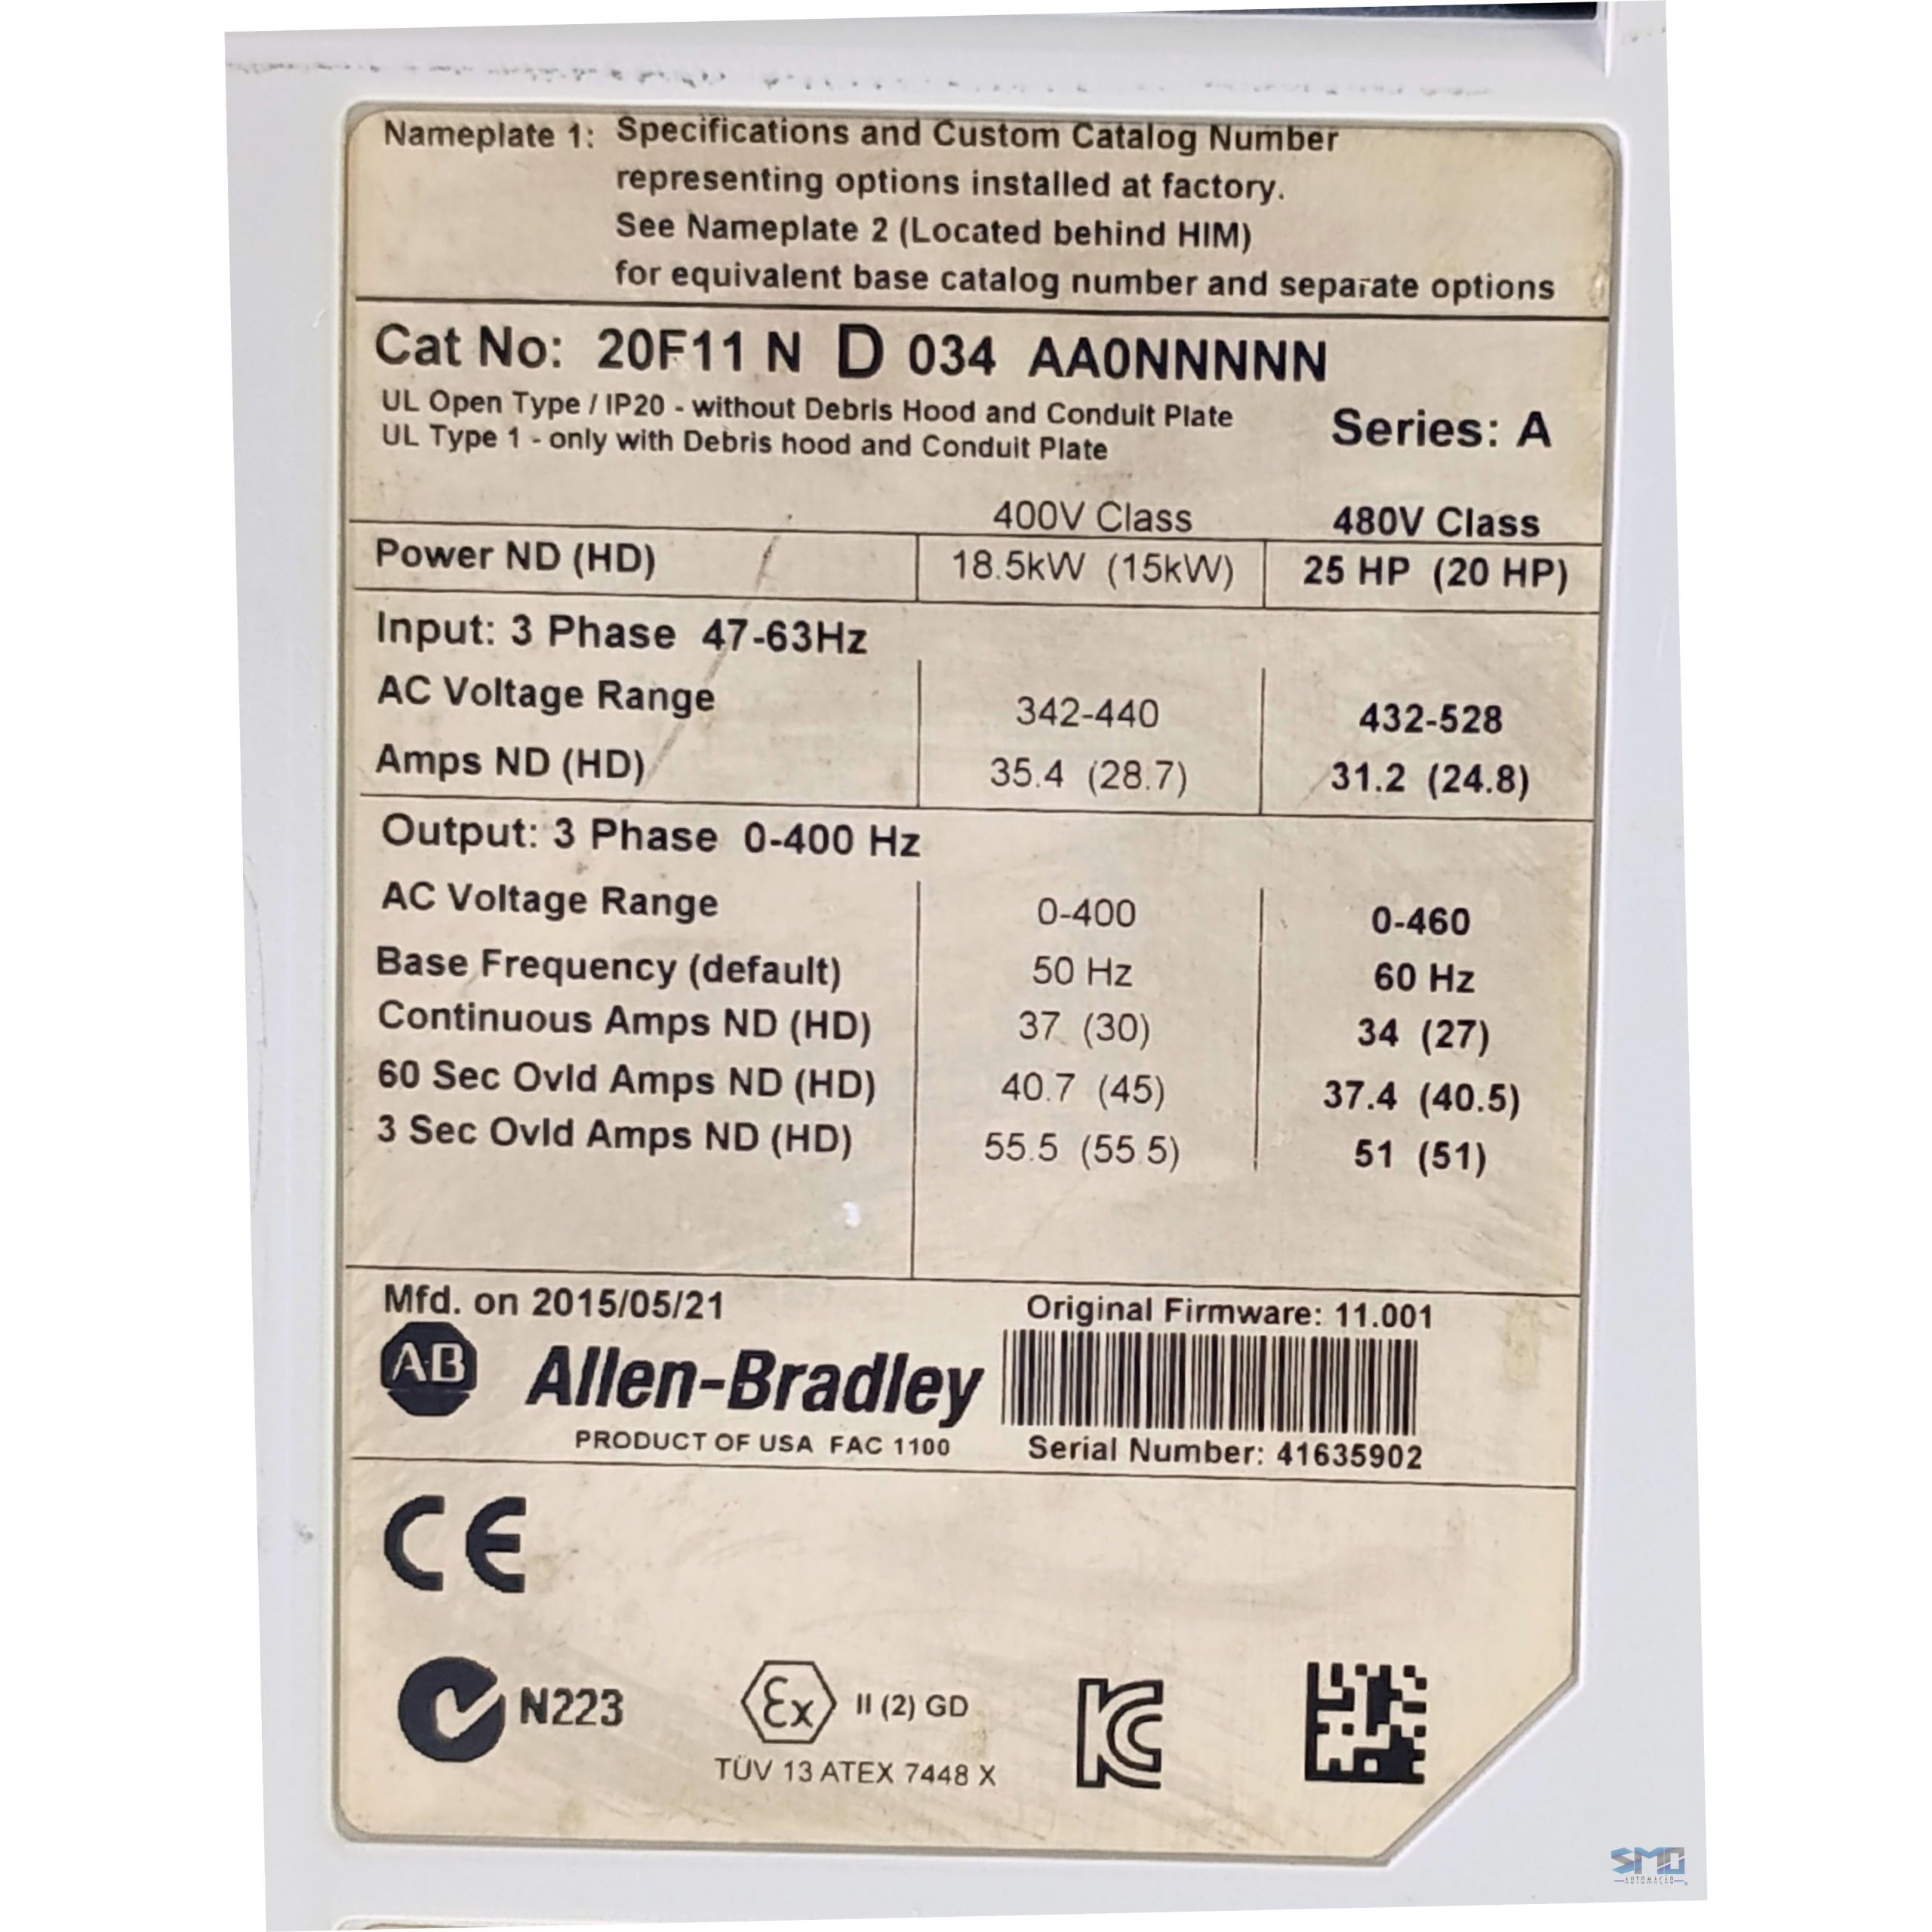 Nameplate 1: Specifications and Custom Catalog Number
representing options installed at factory.
See Nameplate 2 (Located behind HIM)
for equivalent base catalog number and separate options
Cat No: 20F11 N D 034 AA0NNNNN
UL Open Type / IP20 - without Debris Hood and Conduit Plate
UL Type 1 - only with Debris hood and Conduit Plate
Series: A
400V Class 480V Class
Power ND (HD) 18.5kW (15kW) 25 HP (20 HP)
Input: 3 Phase 47-63Hz
AC Voltage Range 342-440 432-528
Amps ND (HD) 35.4 (28.7) 31.2 (24.8)
Output: 3 Phase 0-400 Hz
AC Voltage Range 0-400 0-460
Base Frequency (default) 50 Hz 60 Hz
Continuous Amps ND (HD) 37 (30) 34 (27)
60 Sec Ovld Amps ND (HD) 40.7 (45) 37.4 (40.5)
3 Sec Ovld Amps ND (HD) 55.5 (55.5) 51 (51)
Mfd. on 2015/05/21 Original Firmware: 11.001
AB Allen-Bradley
PRODUCT OF USA FAC 1100 Serial Number: 41635902
CE
N223 Ex II (2) GD
TÜV 13 ATEX 7448 X
KC
SMO
AUTOMAÇÃO